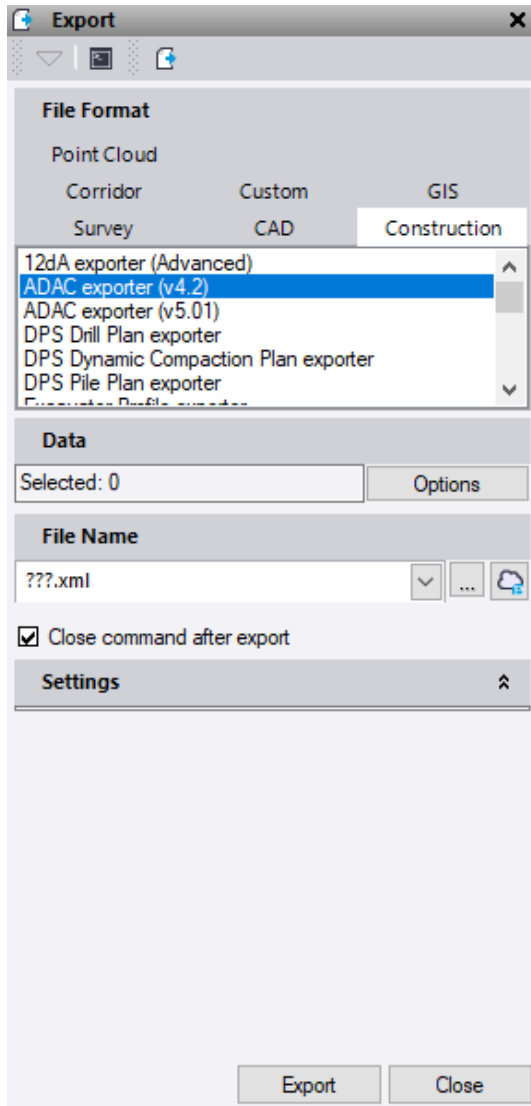 Export
File Format
Point Cloud
Corridor Custom GIS
Survey CAD Construction
12dA exporter (Advanced)
ADAC exporter (v4.2)
ADAC exporter (v5.01)
DPS Drill Plan exporter
DPS Dynamic Compaction Plan exporter
DPS Pile Plan exporter
Data
Selected: 0 Options
File Name
???.xml ...
Close command after export
Settings
Export Close